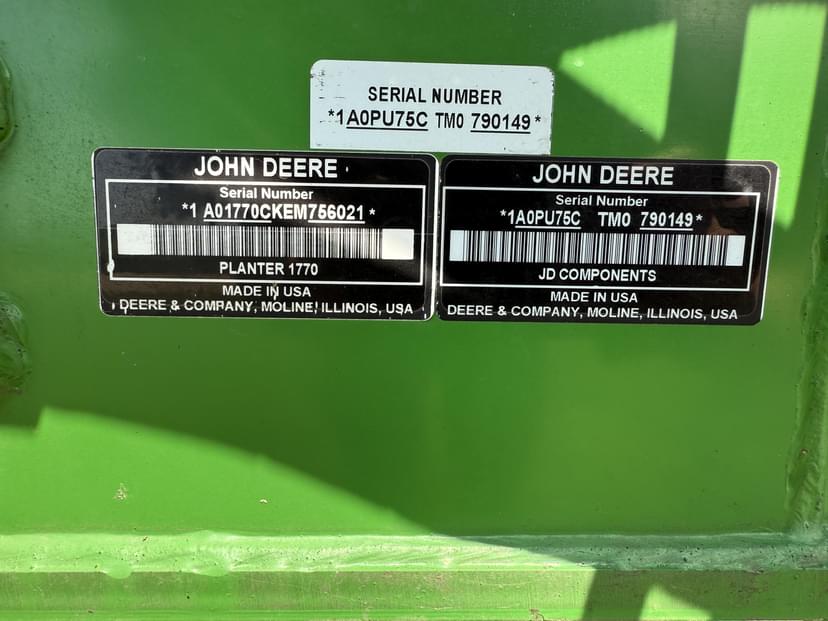 SERIAL NUMBER
*1A0PU75C TM0 790149*
JOHN DEERE
Serial Number
*1 A01770CKEM756021*
PLANTER 1770
MADE IN USA
DEERE & COMPANY, MOLINE, ILLINOIS, USA
JOHN DEERE
Serial Number
*1A0PU75C TM0 790149*
JD COMPONENTS
MADE IN USA
DEERE & COMPANY, MOLINE, ILLINOIS, USA